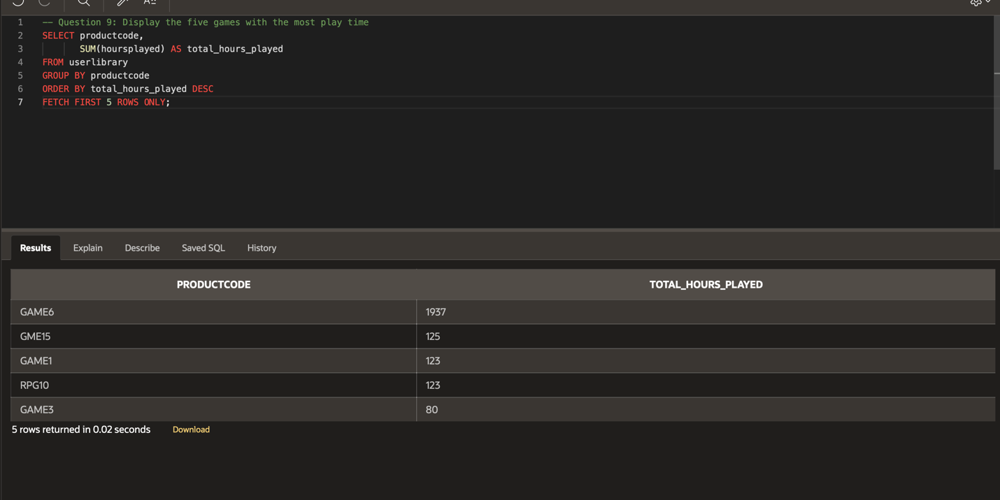 1 -- Question 9: Display the five games with the most play time
2 SELECT productcode,
3 SUM(hoursplayed) AS total_hours_played
4 FROM userlibrary
5 GROUP BY productcode
6 ORDER BY total_hours_played DESC
7 FETCH FIRST 5 ROWS ONLY;
Results Explain Describe Saved SQL History
PRODUCTCODE TOTAL_HOURS_PLAYED
GAME6 1937
GME15 125
GAME1 123
RPG10 123
GAME3 80
5 rows returned in 0.02 seconds Download